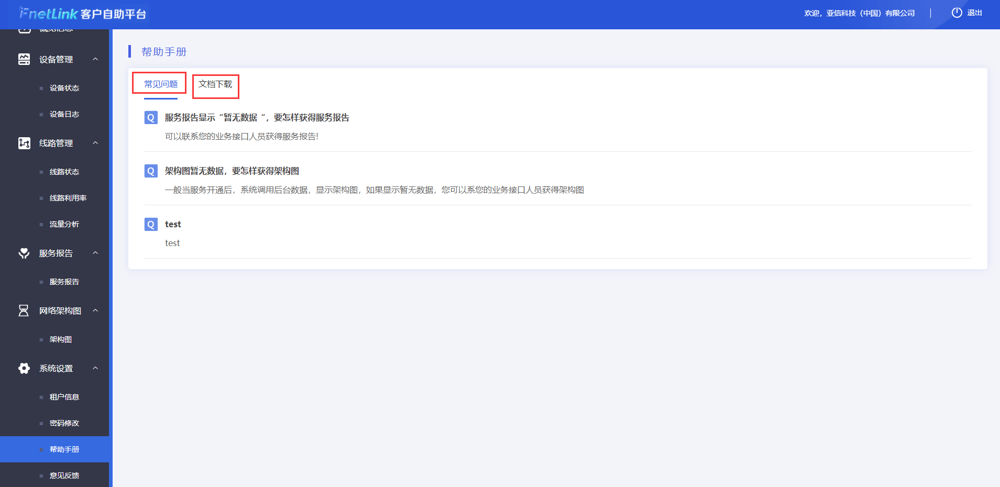 iFnetLink 客户自助平台
欢迎，亚信科技（中国）有限公司
退出
概览信息
设备管理
设备状态
设备日志
线路管理
线路状态
线路利用率
流量分析
服务报告
服务报告
网络架构图
架构图
系统设置
租户信息
密码修改
帮助手册
意见反馈
帮助手册
常见问题 文档下载
Q 服务报告显示“暂无数据“，要怎样获得服务报告
可以联系您的业务接口人员获得服务报告!
Q 架构图暂无数据，要怎样获得架构图
一般当服务开通后，系统调用后台数据，显示架构图，如果显示暂无数据，您可以系您的业务接口人员获得架构图
Q test
test